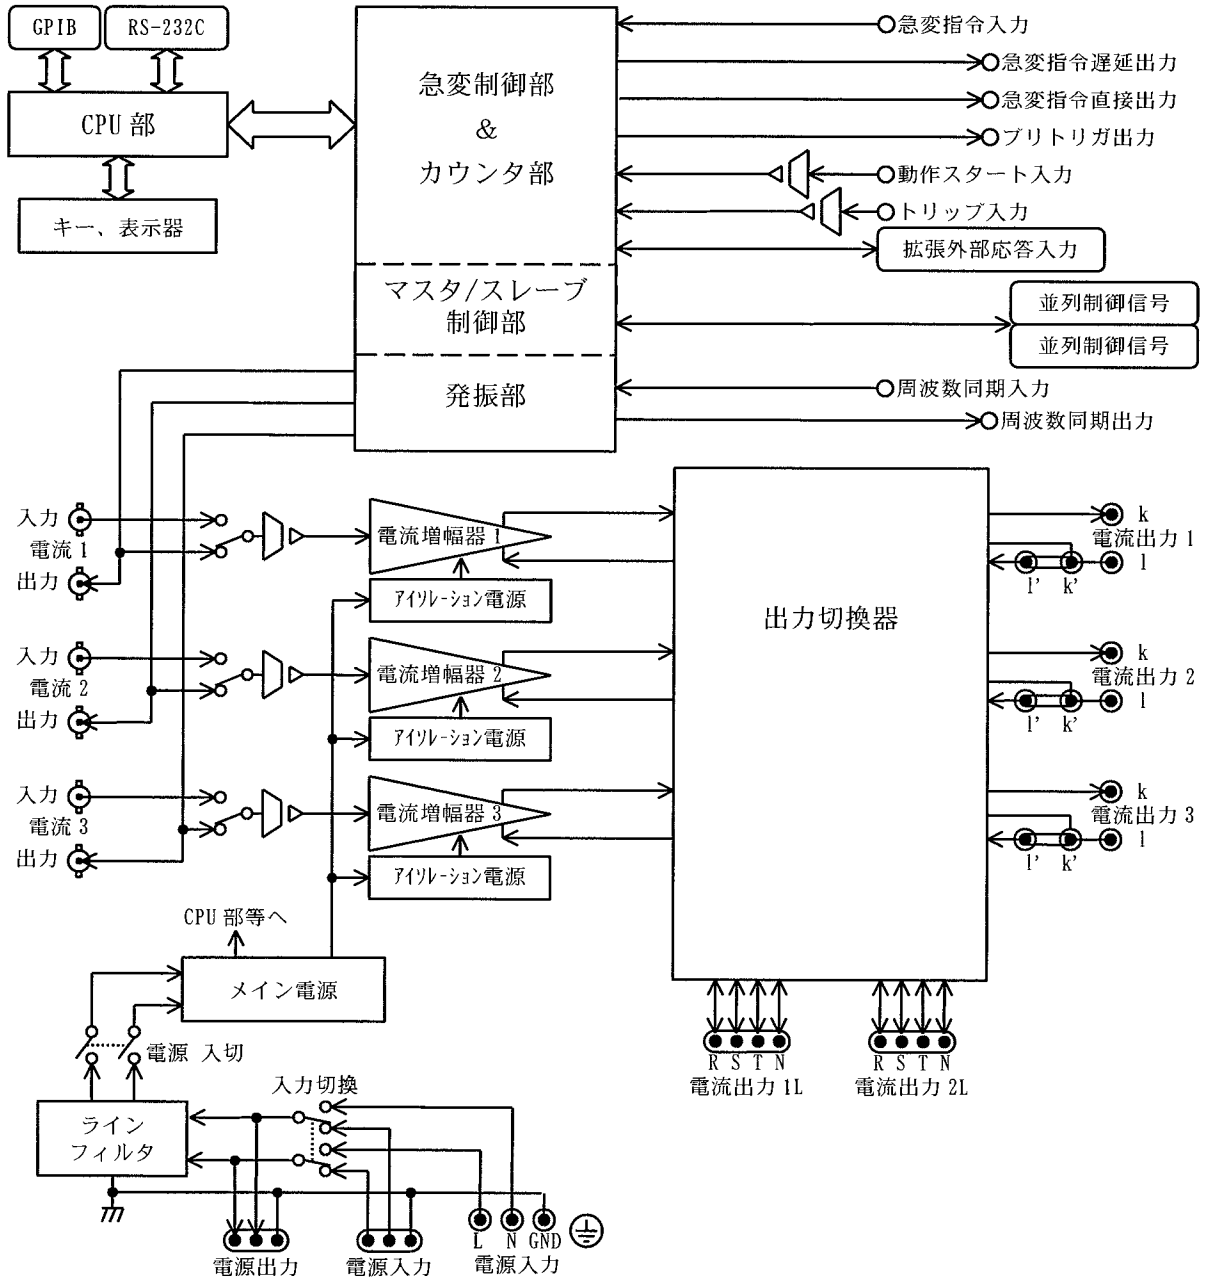 GPIB
RS-232C
CPU 部
キー、表示器
急変制御部
&
カウンタ部
マスタ/スレーブ
制御部
発振部
急変指令入力
急変指令遅延出力
急変指令直接出力
プリトリガ出力
動作スタート入力
トリップ入力
拡張外部応答入力
並列制御信号
並列制御信号
周波数同期入力
周波数同期出力
入力
電流1
出力
電流増幅器 1
アイソレーション電源
入力
電流2
出力
電流増幅器 2
アイソレーション電源
入力
電流3
出力
電流増幅器 3
アイソレーション電源
出力切換器
k
電流出力 1
l
l'
k'
k
電流出力 2
l
l'
k'
k
電流出力 3
l
l'
k'
CPU 部等へ
メイン電源
電源 入切
R S T N
電流出力 1L
R S T N
電流出力 2L
入力切換
ライン
フィルタ
L N GND
電源出力
電源入力
電源入力